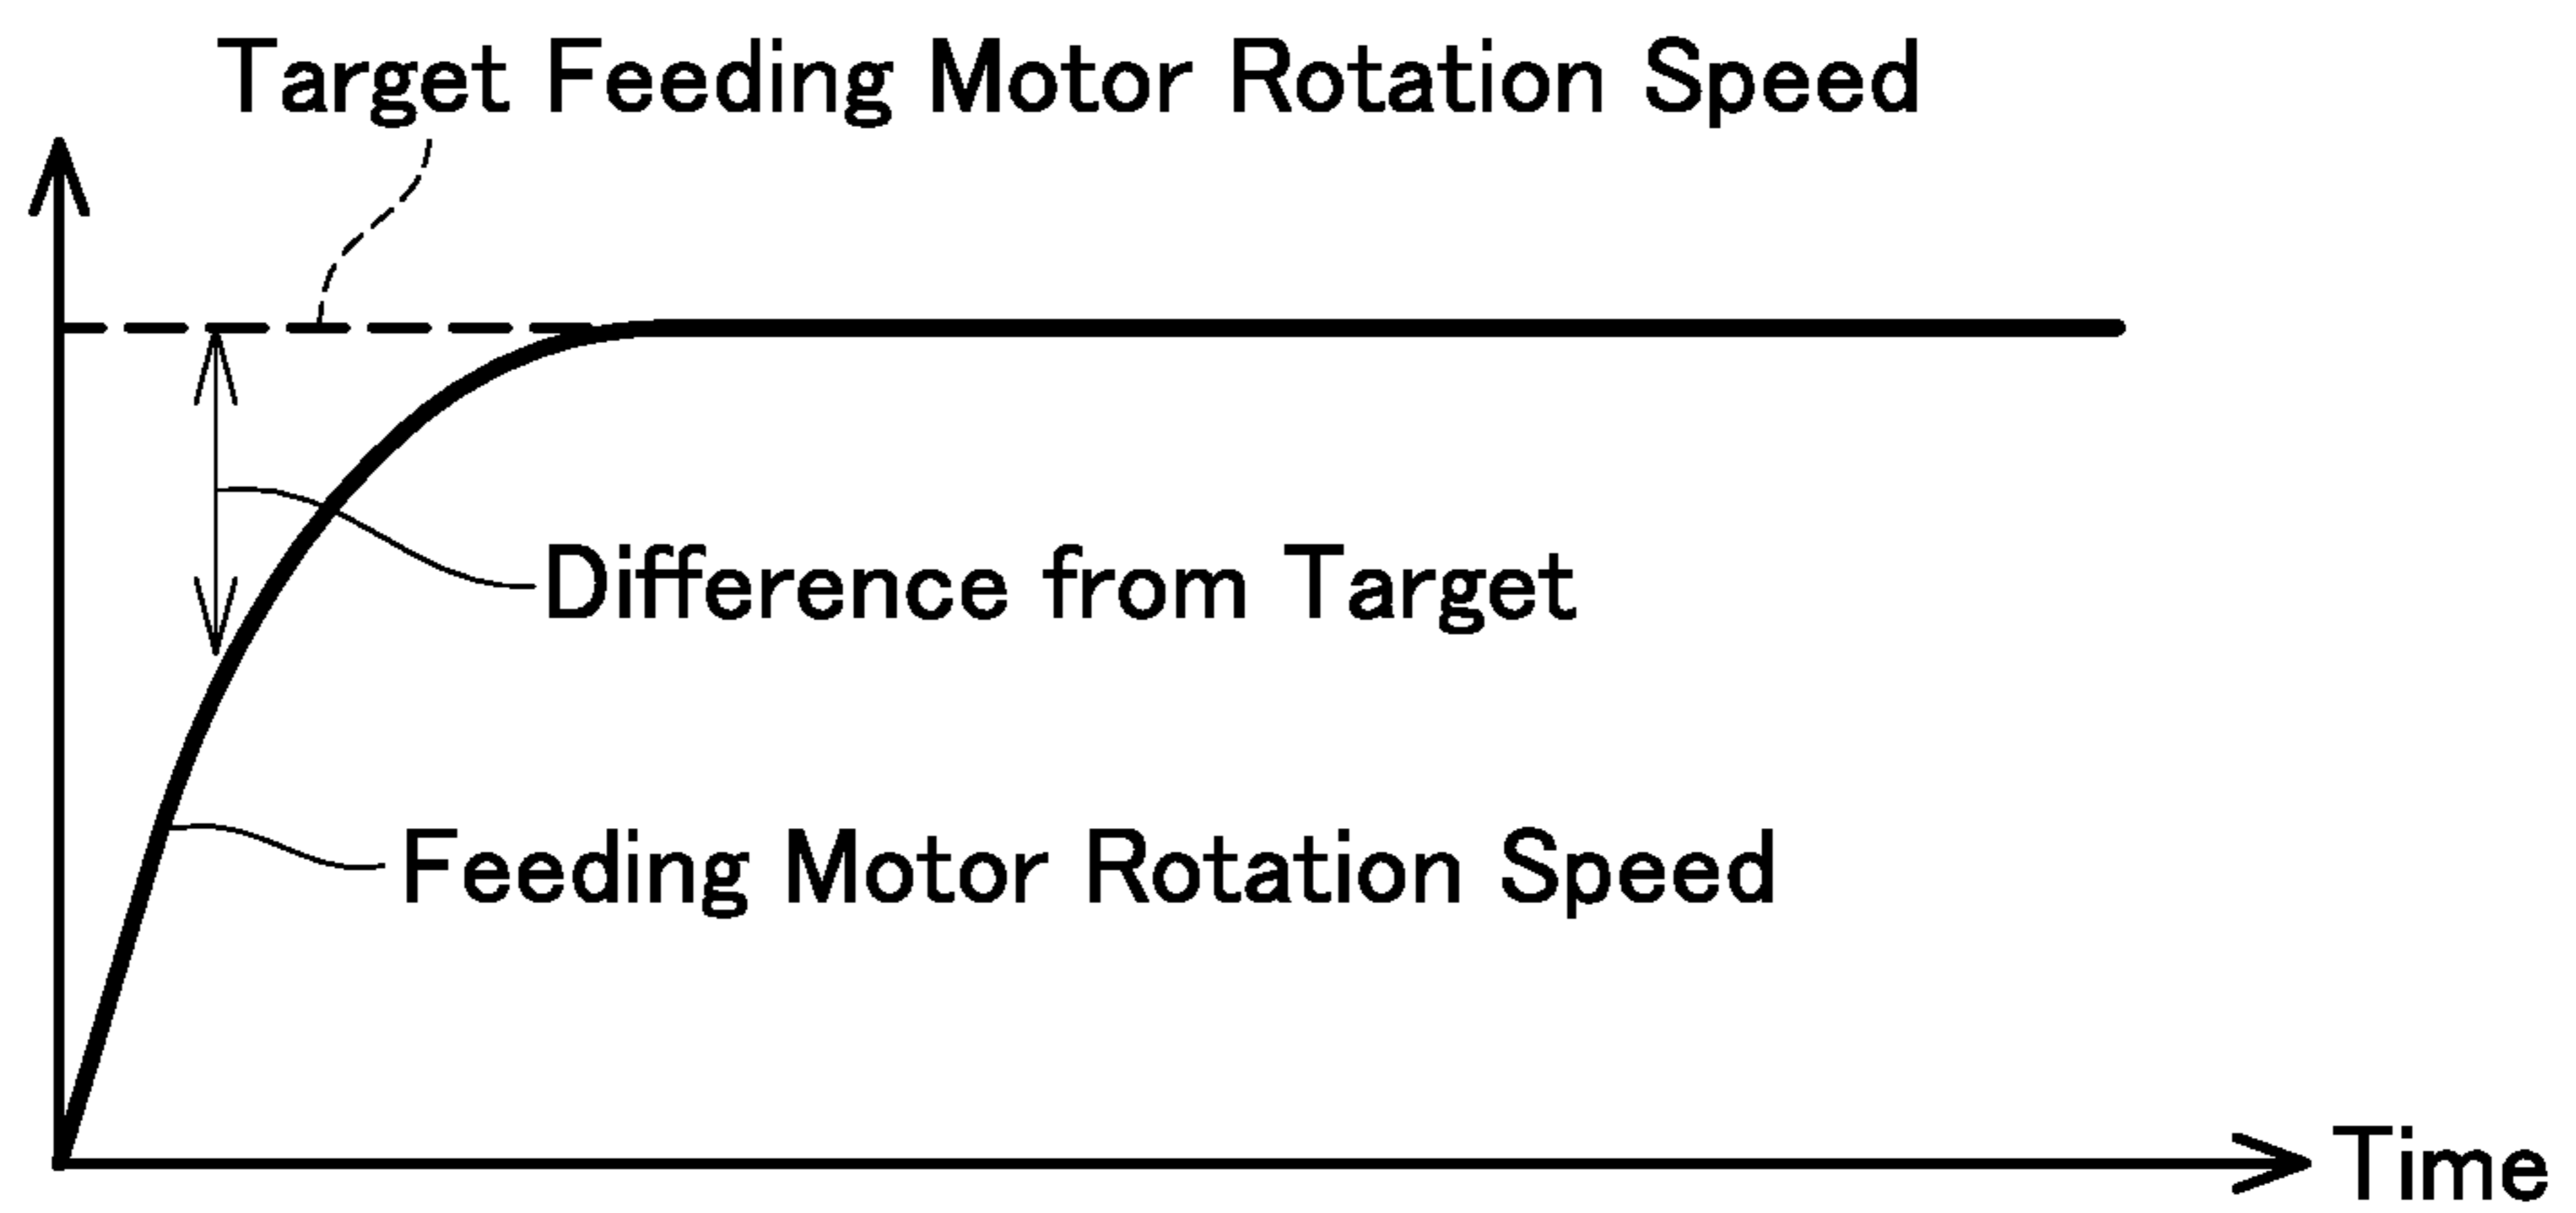 Target Feeding Motor Rotation Speed
Difference from Target
Feeding Motor Rotation Speed
Time